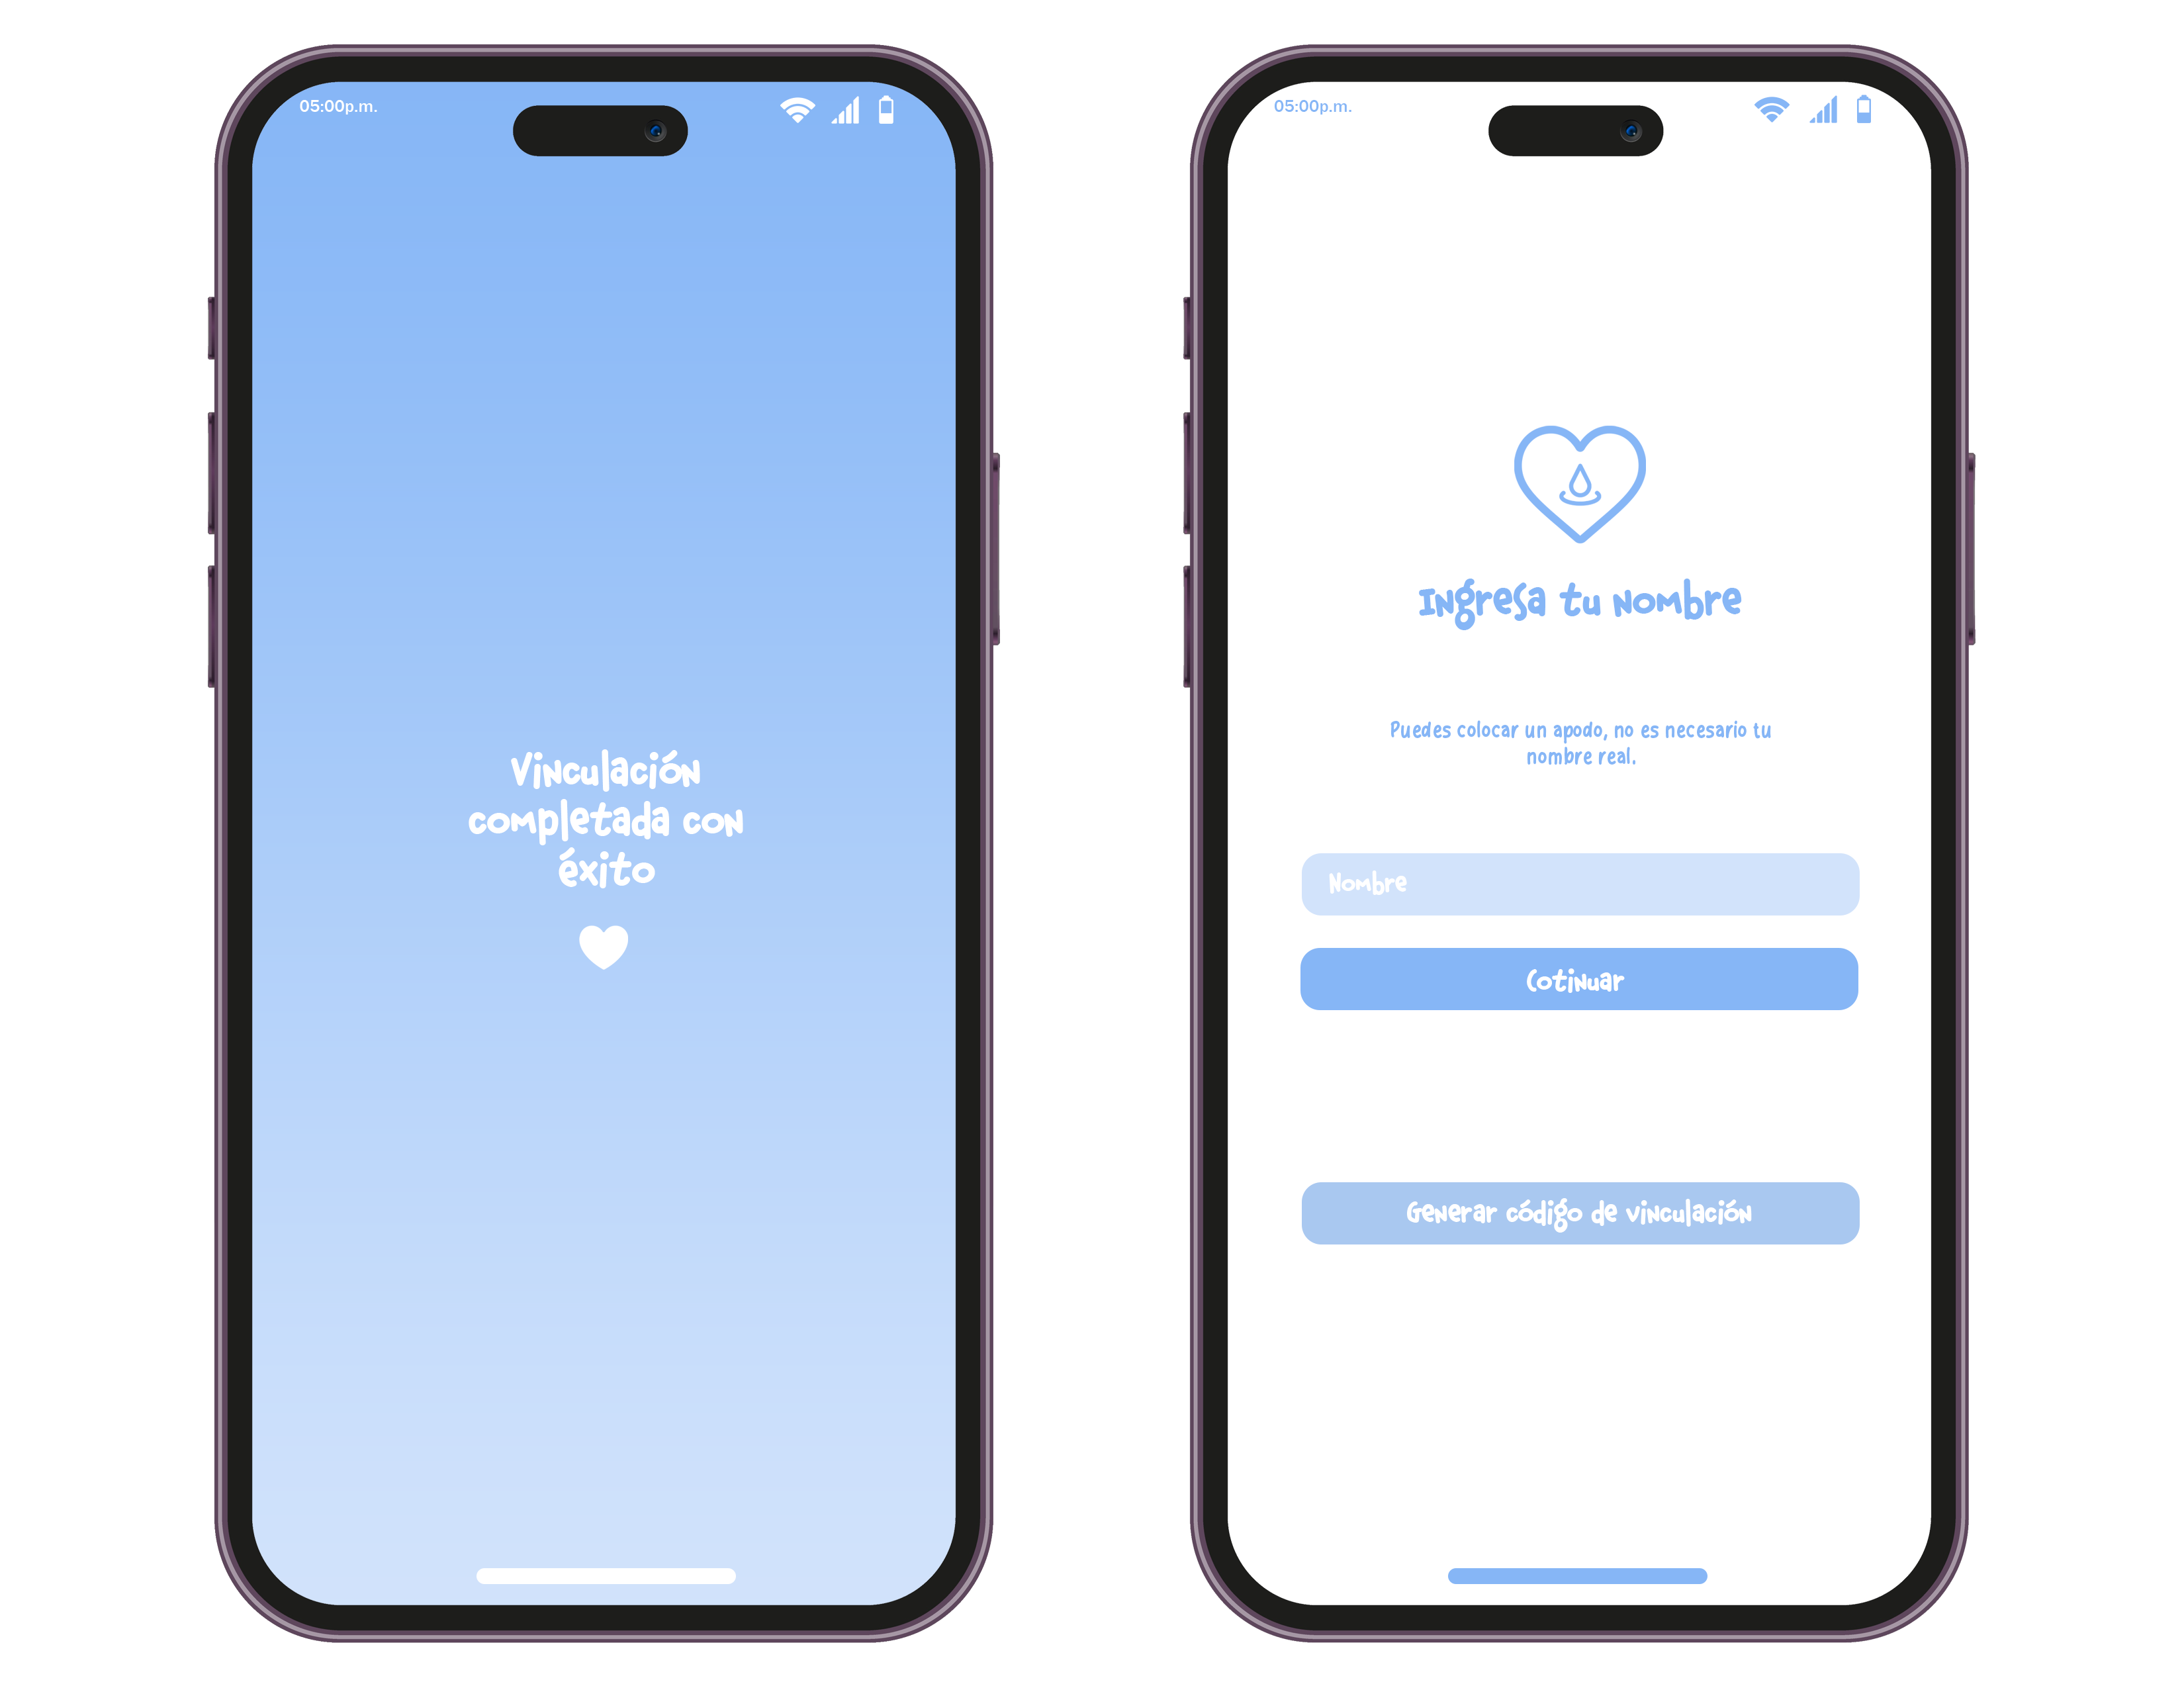 05:00p.m.
Vinculación
completada con
éxito
05:00p.m.
Ingresa tu nombre
Puedes colocar un apodo, no es necesario tu
nombre real.
Nombre
Cotinuar
Generar código de vinculación